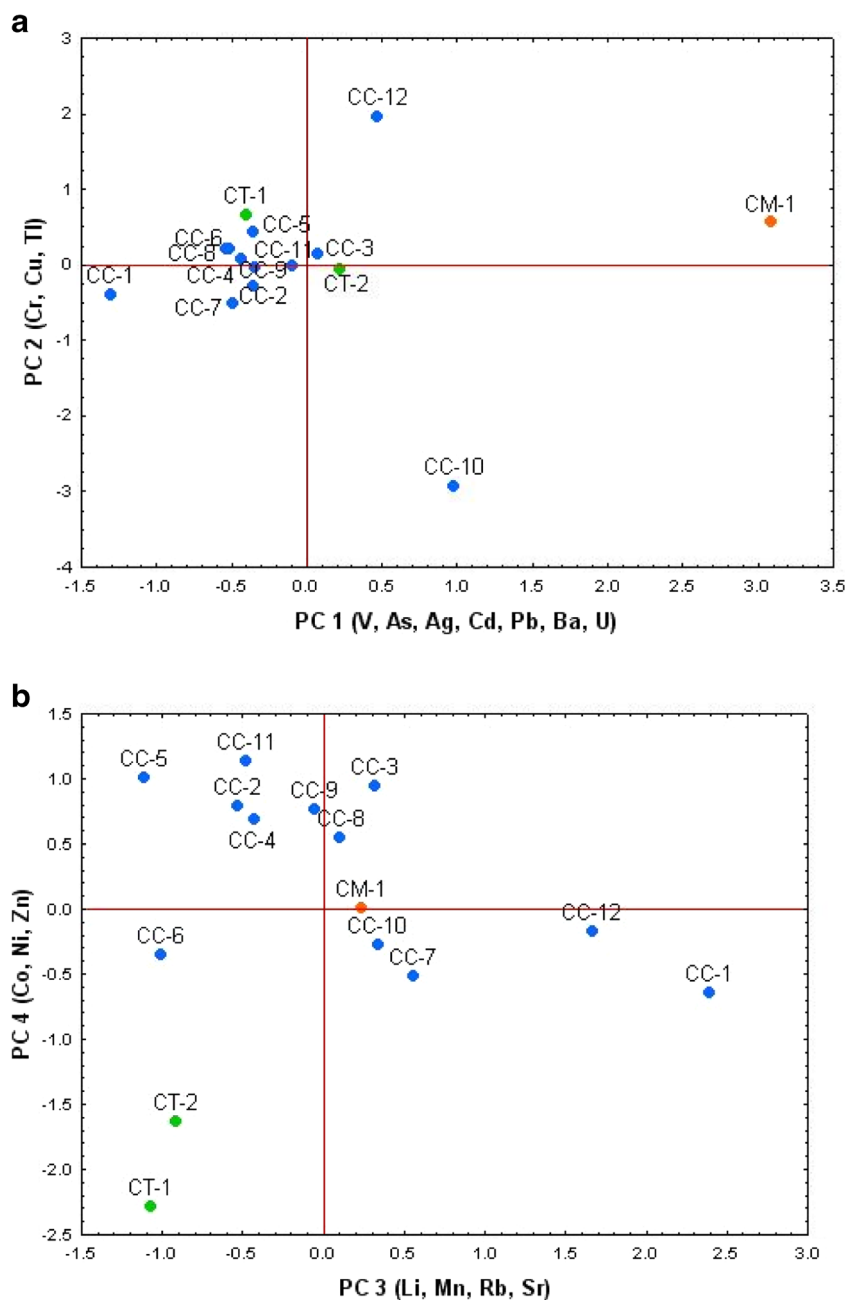 a
3
CC-12
2
CT-1
CM-1
1
CC-5
CC-6
CC-11 CC-3
CC-8
0
CC-1
CC-4 CC-9
CT-2
CC-2
CC-7
-1
-2
CC-10
-3
-4
PC 2 (Cr, Cu, Tl)
-1.5 -1.0 -0.5 0.0 0.5 1.0 1.5 2.0 2.5 3.0 3.5
PC 1 (V, As, Ag, Cd, Pb, Ba, U)
b
1.5
CC-11
CC-5
CC-3
1.0
CC-2
CC-9
CC-8
CC-4
0.5
CM-1
0.0
CC-12
CC-10
CC-6
CC-7
-0.5
CC-1
-1.0
CT-2
-1.5
-2.0
CT-1
-2.5
PC 4 (Co, Ni, Zn)
-1.5 -1.0 -0.5 0.0 0.5 1.0 1.5 2.0 2.5 3.0
PC 3 (Li, Mn, Rb, Sr)